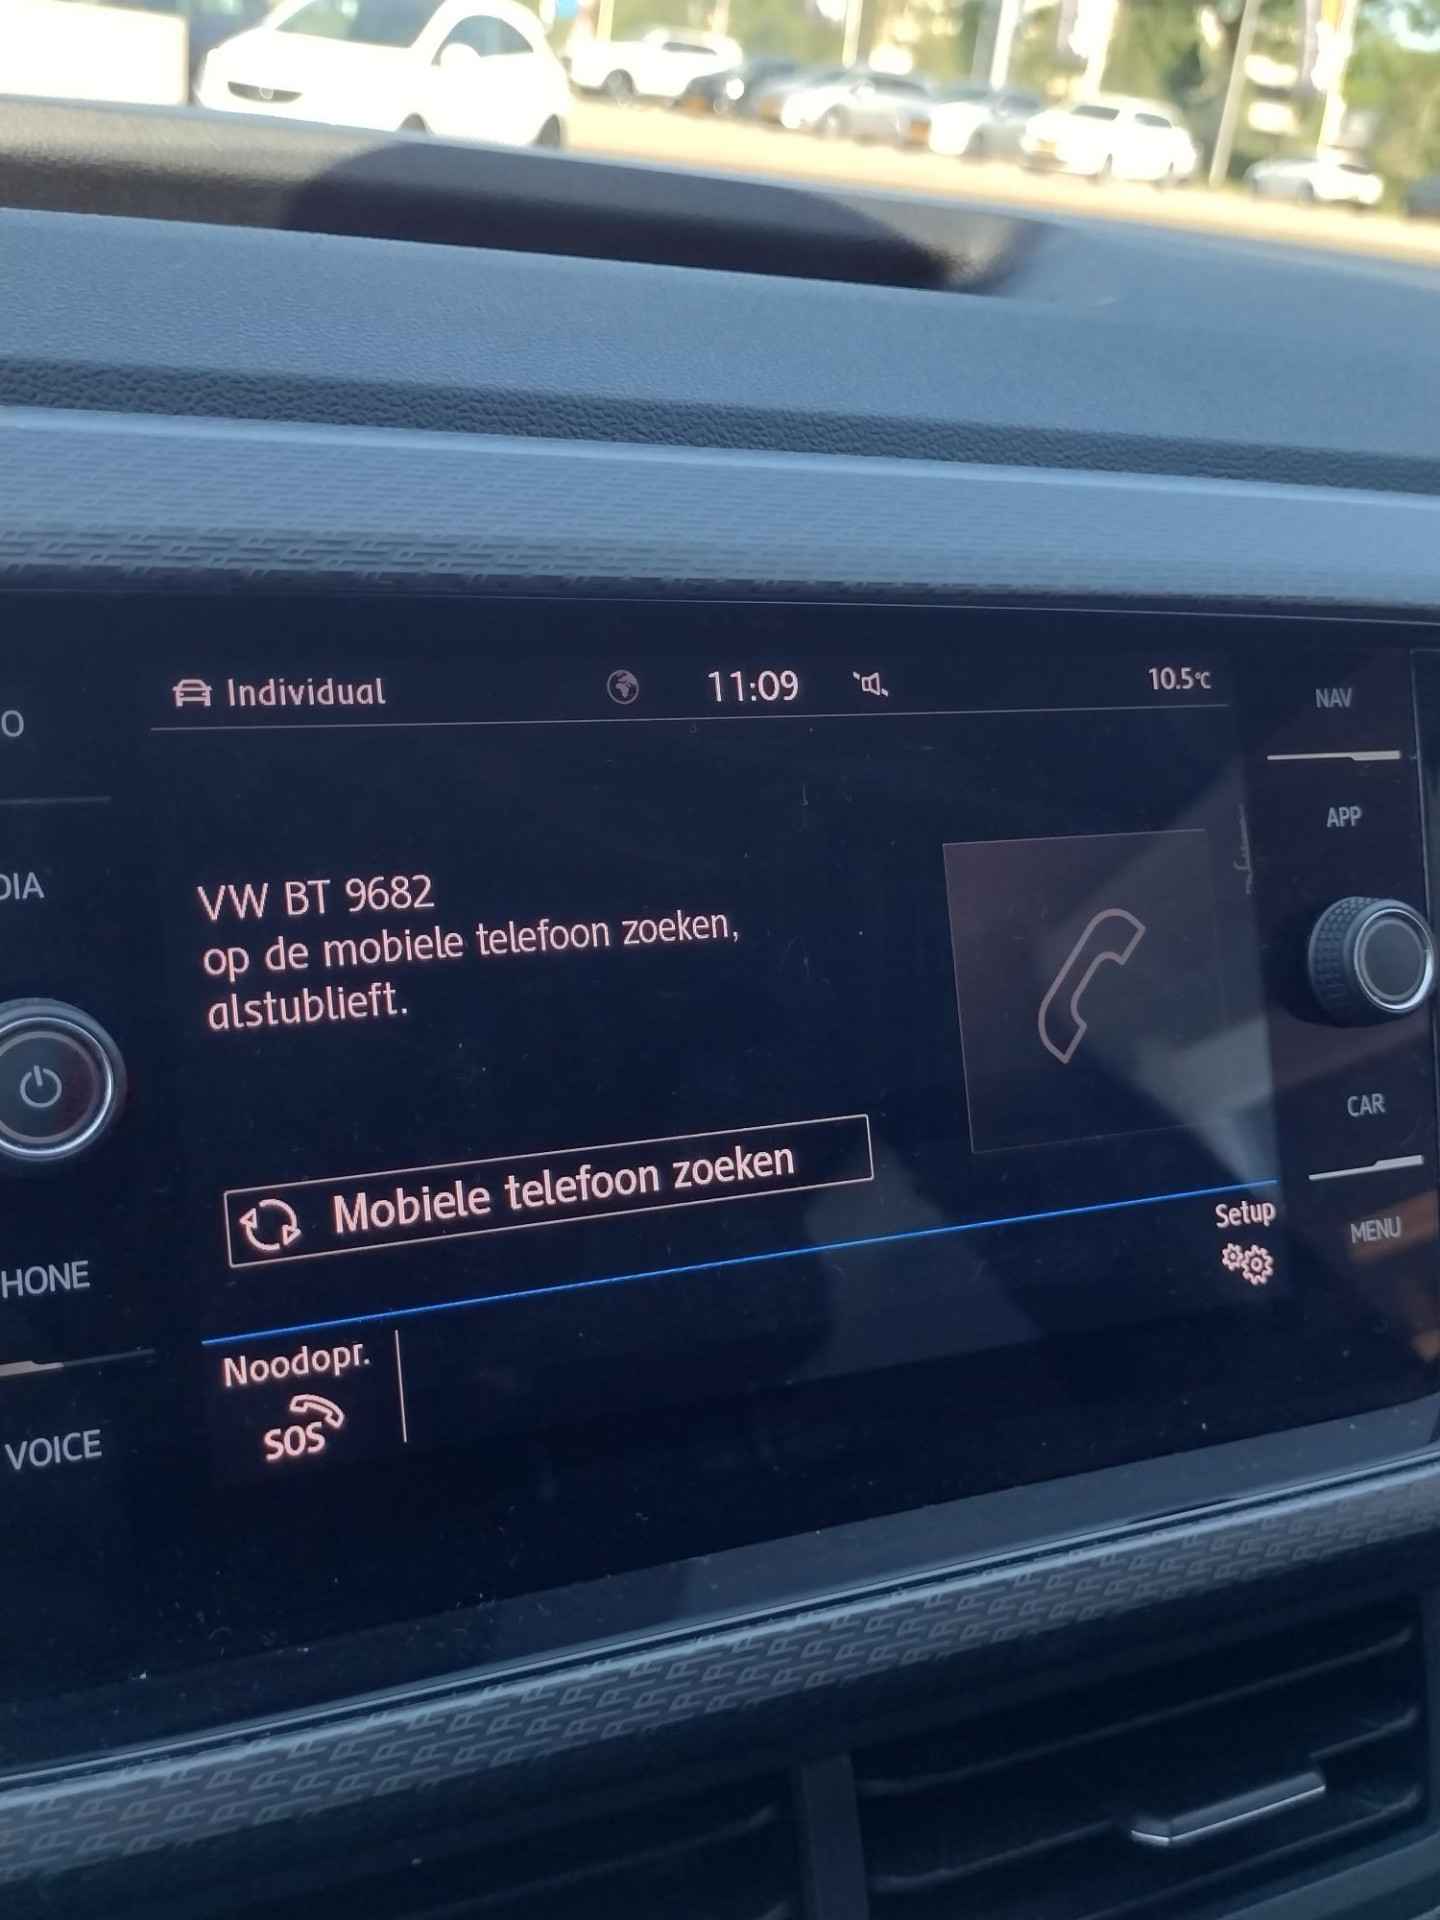 Individual 11:09 10.5°C
NAV
O
APP
DIA
VW BT 9682
op de mobiele telefoon zoeken,
alstublieft.
CAR
Mobiele telefoon zoeken
Setup
MENU
HONE
Noodopr.
SOS
VOICE